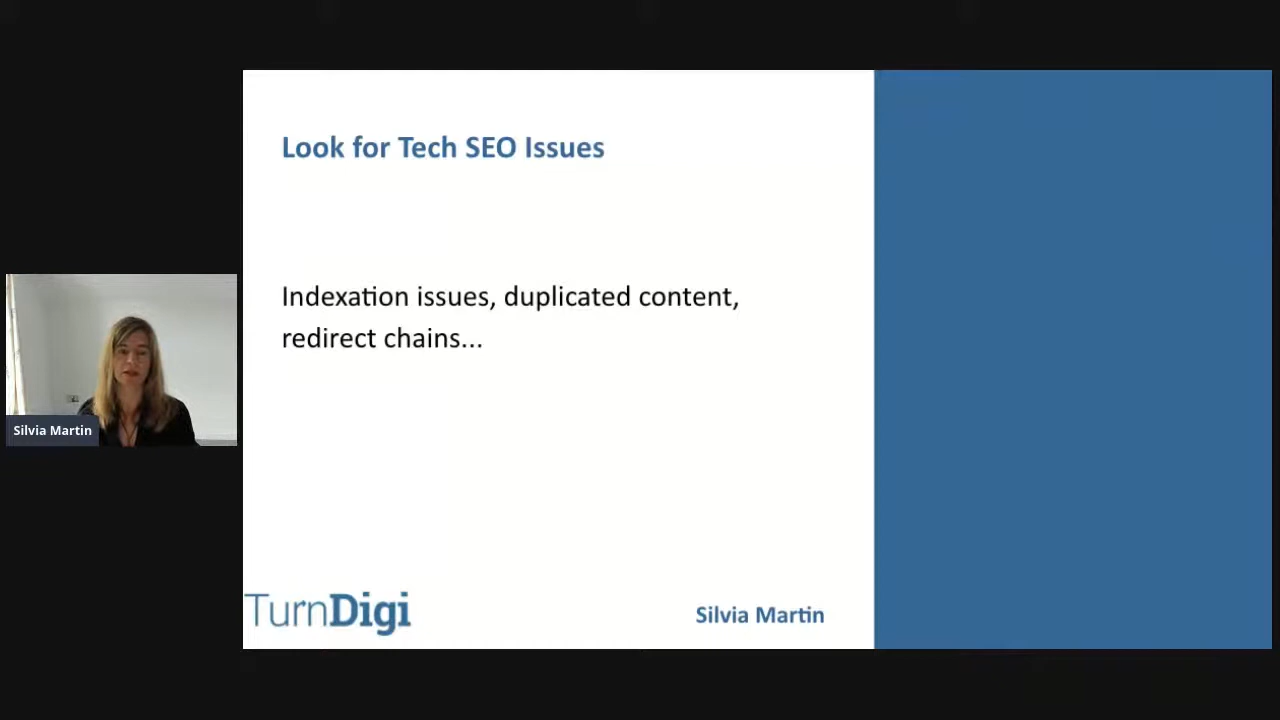 Look for Tech SEO Issues
Indexation issues, duplicated content,
redirect chains...
Silvia Martin
TurnDigi
Silvia Martin